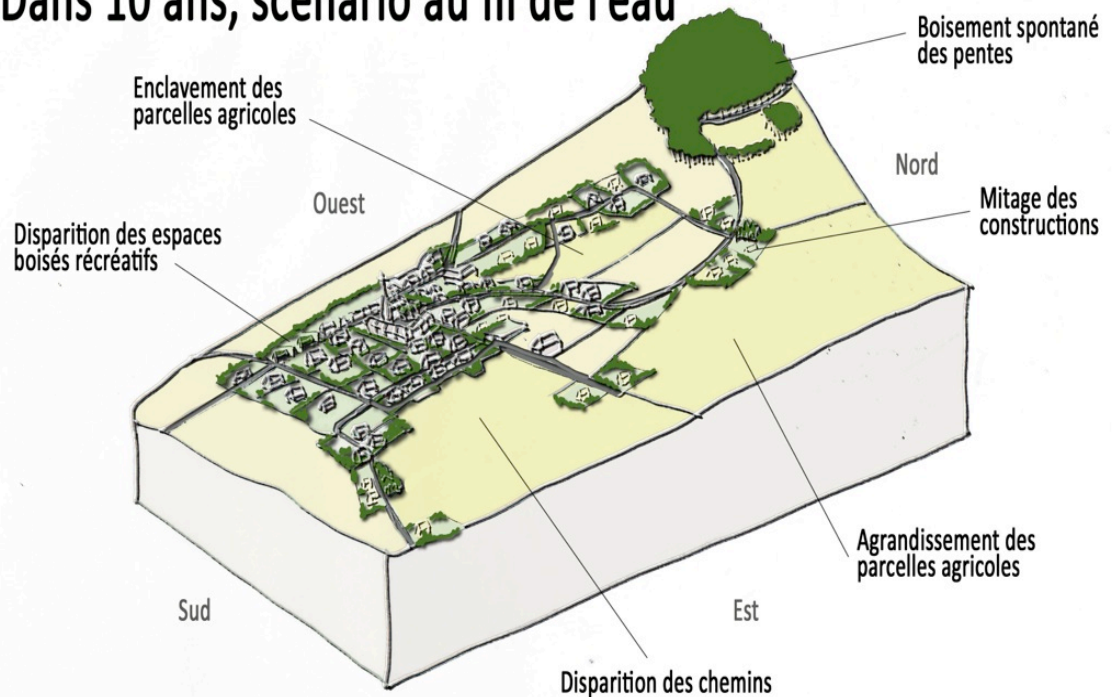 Dans 10 ans, scénario au fil de l'eau
Boisement spontané
des pentes
Enclavement des
parcelles agricoles
Nord
Ouest
Mitage des
constructions
Disparition des espaces
boisés récréatifs
Agrandissement des
parcelles agricoles
Sud
Est
Disparition des chemins